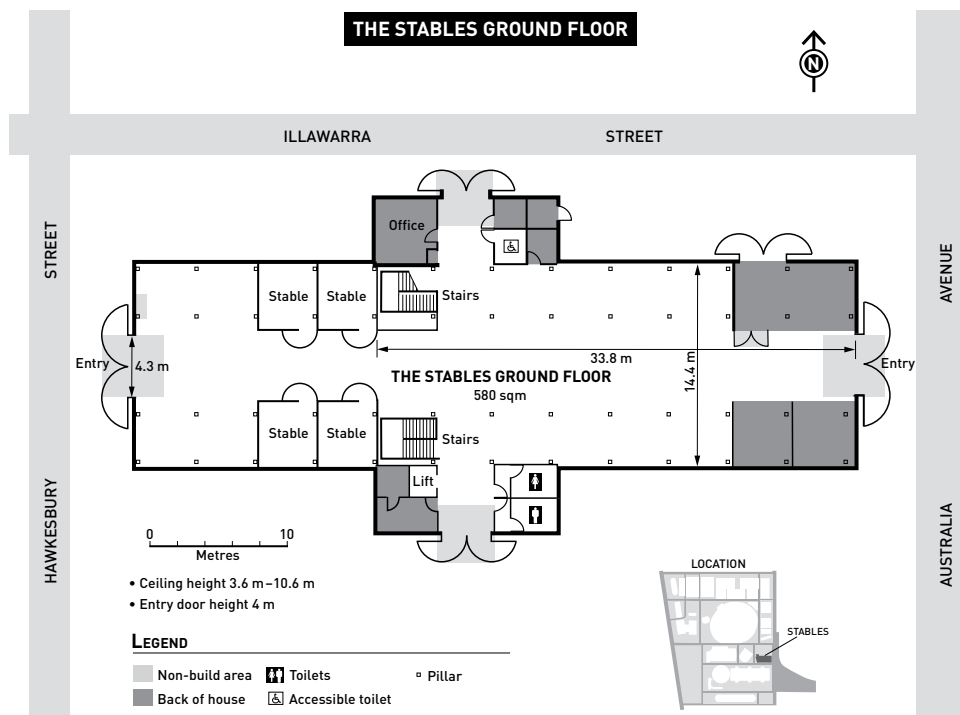 THE STABLES GROUND FLOOR
N
ILLAWARRA STREET
STREET
HAWKESBURY
AVENUE
AUSTRALIA
Office
Stable
Stable
Stairs
Entry
4.3 m
33.8 m
14.4 m
Entry
THE STABLES GROUND FLOOR
580 sqm
Stable
Stable
Stairs
Lift
0 10
Metres
• Ceiling height 3.6 m–10.6 m
• Entry door height 4 m
LEGEND
Non-build area
Toilets
Pillar
Back of house
Accessible toilet
LOCATION
STABLES